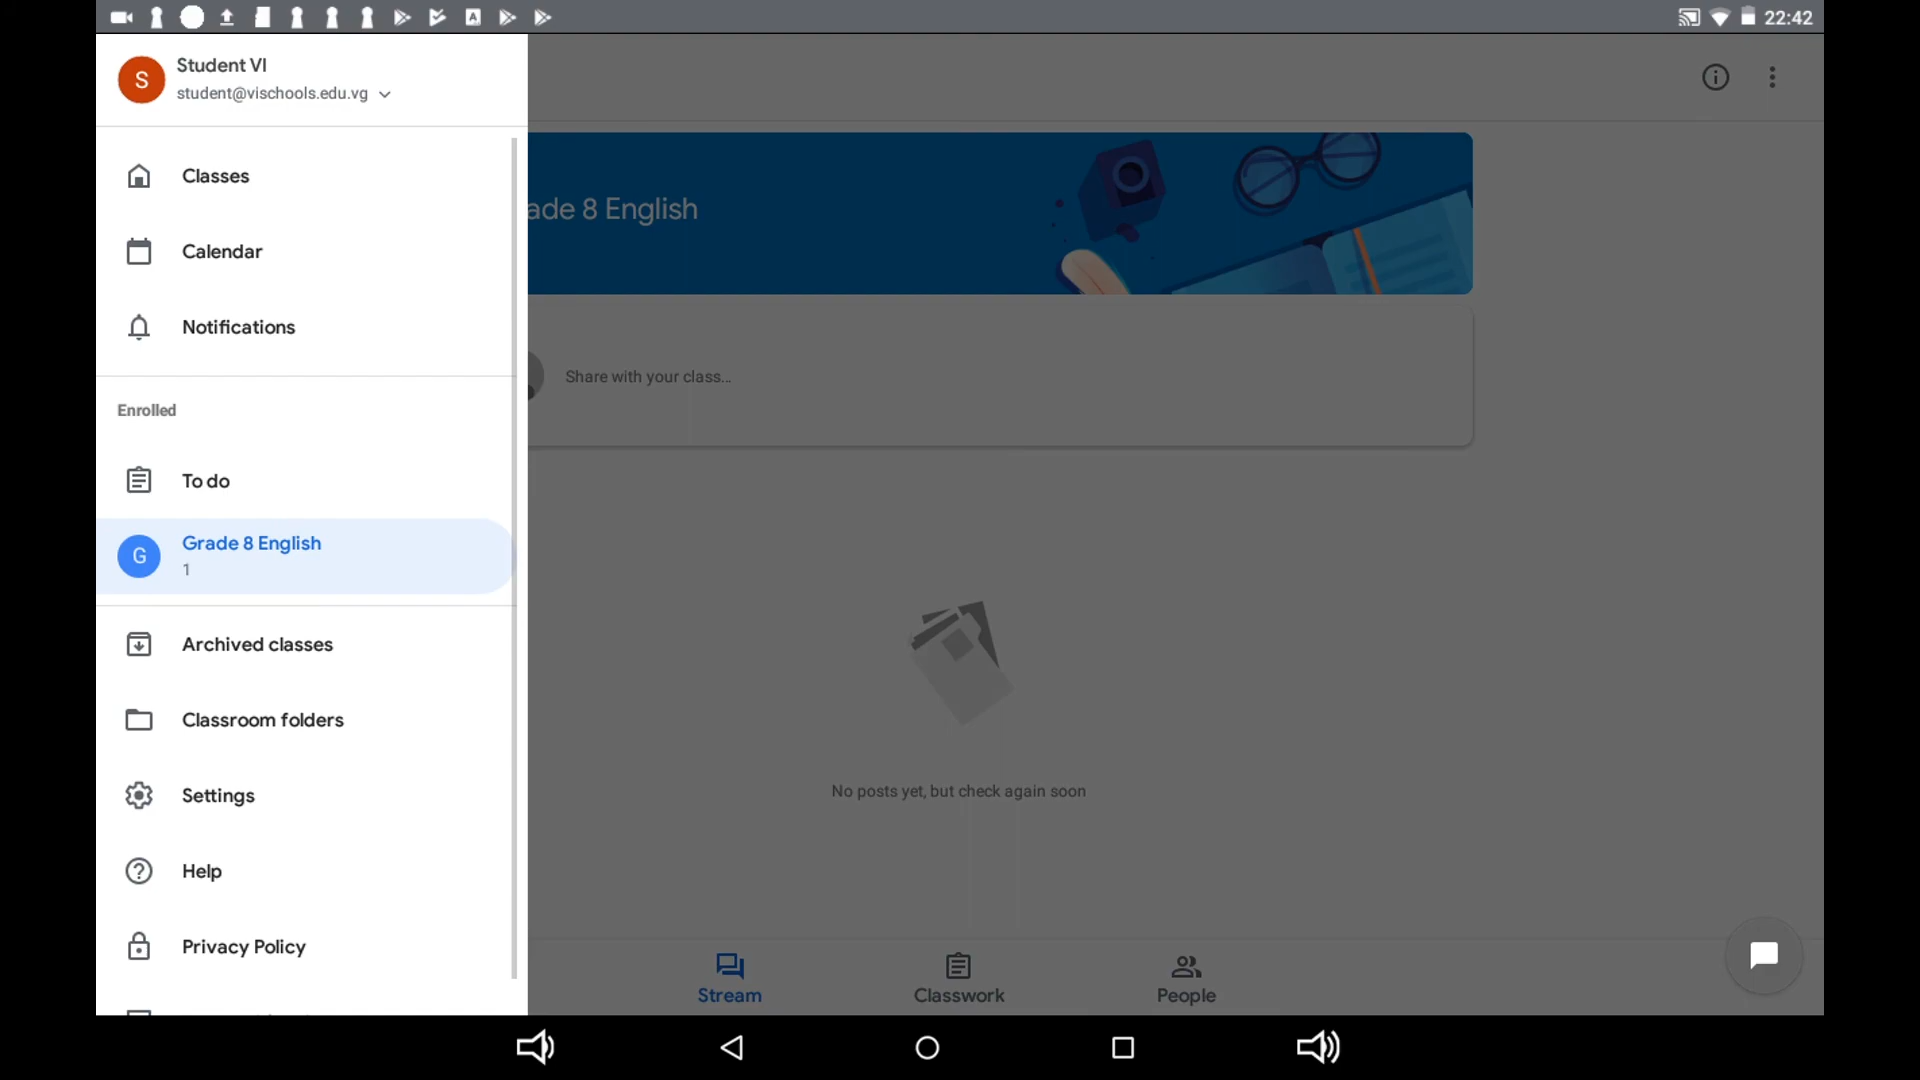 22:42
Student VI
student@vischools.edu.vg
S
Classes
Calendar
Notifications
Enrolled
To do
G
Grade 8 English
1
Archived classes
Classroom folders
Settings
Help
Privacy Policy
ade 8 English
Share with your class...
No posts yet, but check again soon
Stream
Classwork
People